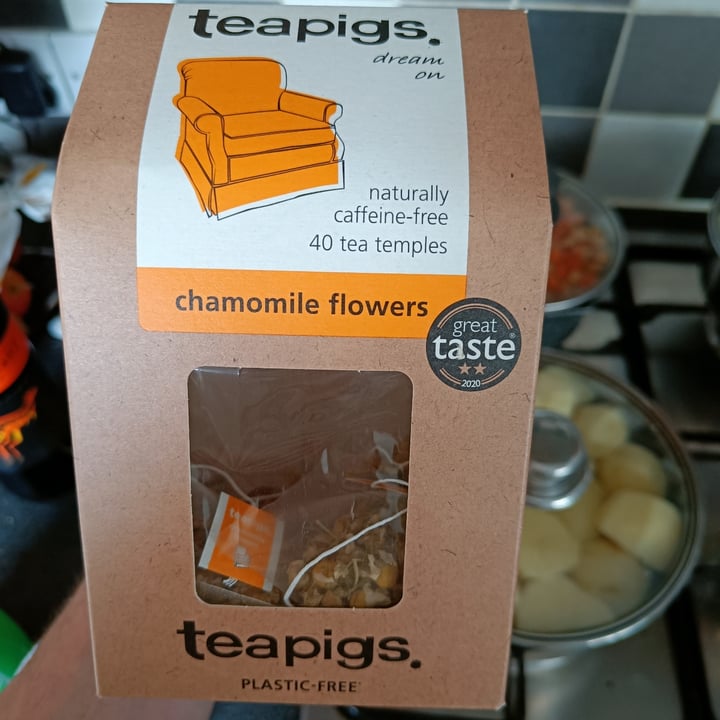 teapigs.
dream
on
naturally
caffeine-free
40 tea temples
chamomile flowers
great
taste®
2020
teapigs.
PLASTIC-FREE